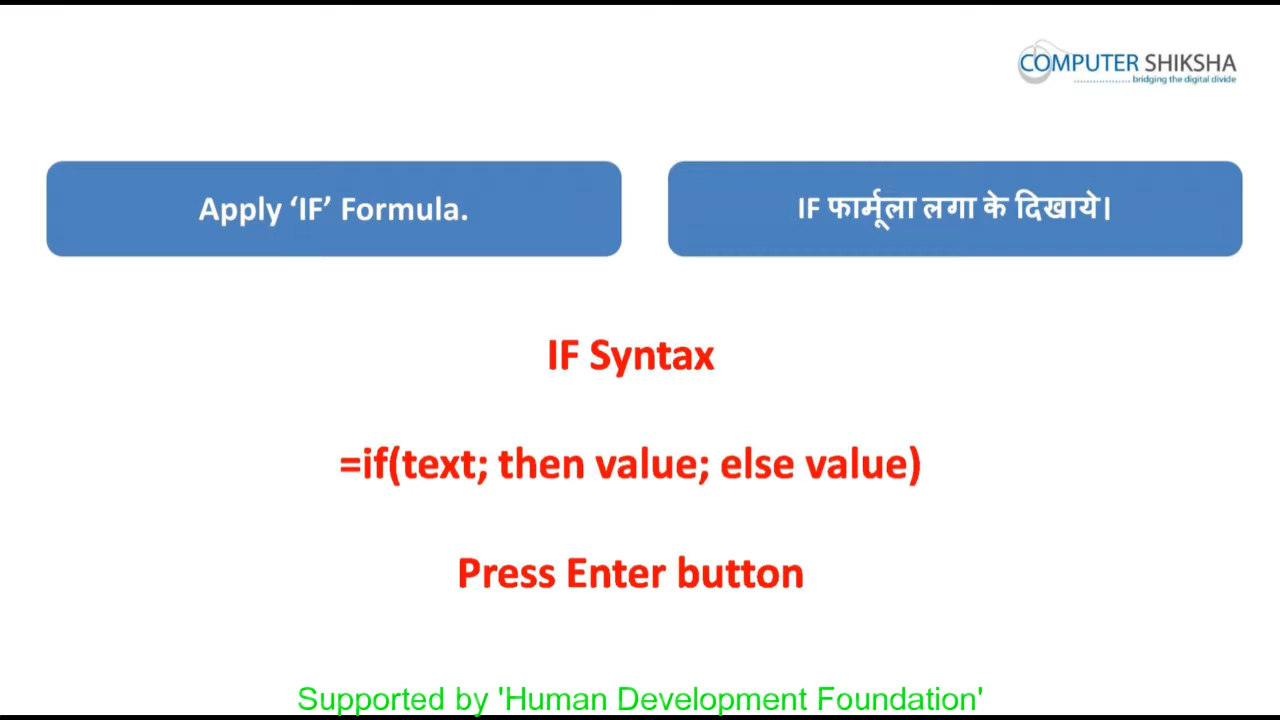 COMPUTER SHIKSHA
bridging the digital divide
Apply ‘IF’ Formula.
IF फार्मूला लगा के दिखाये।
IF Syntax
=if(text; then value; else value)
Press Enter button
Supported by 'Human Development Foundation'